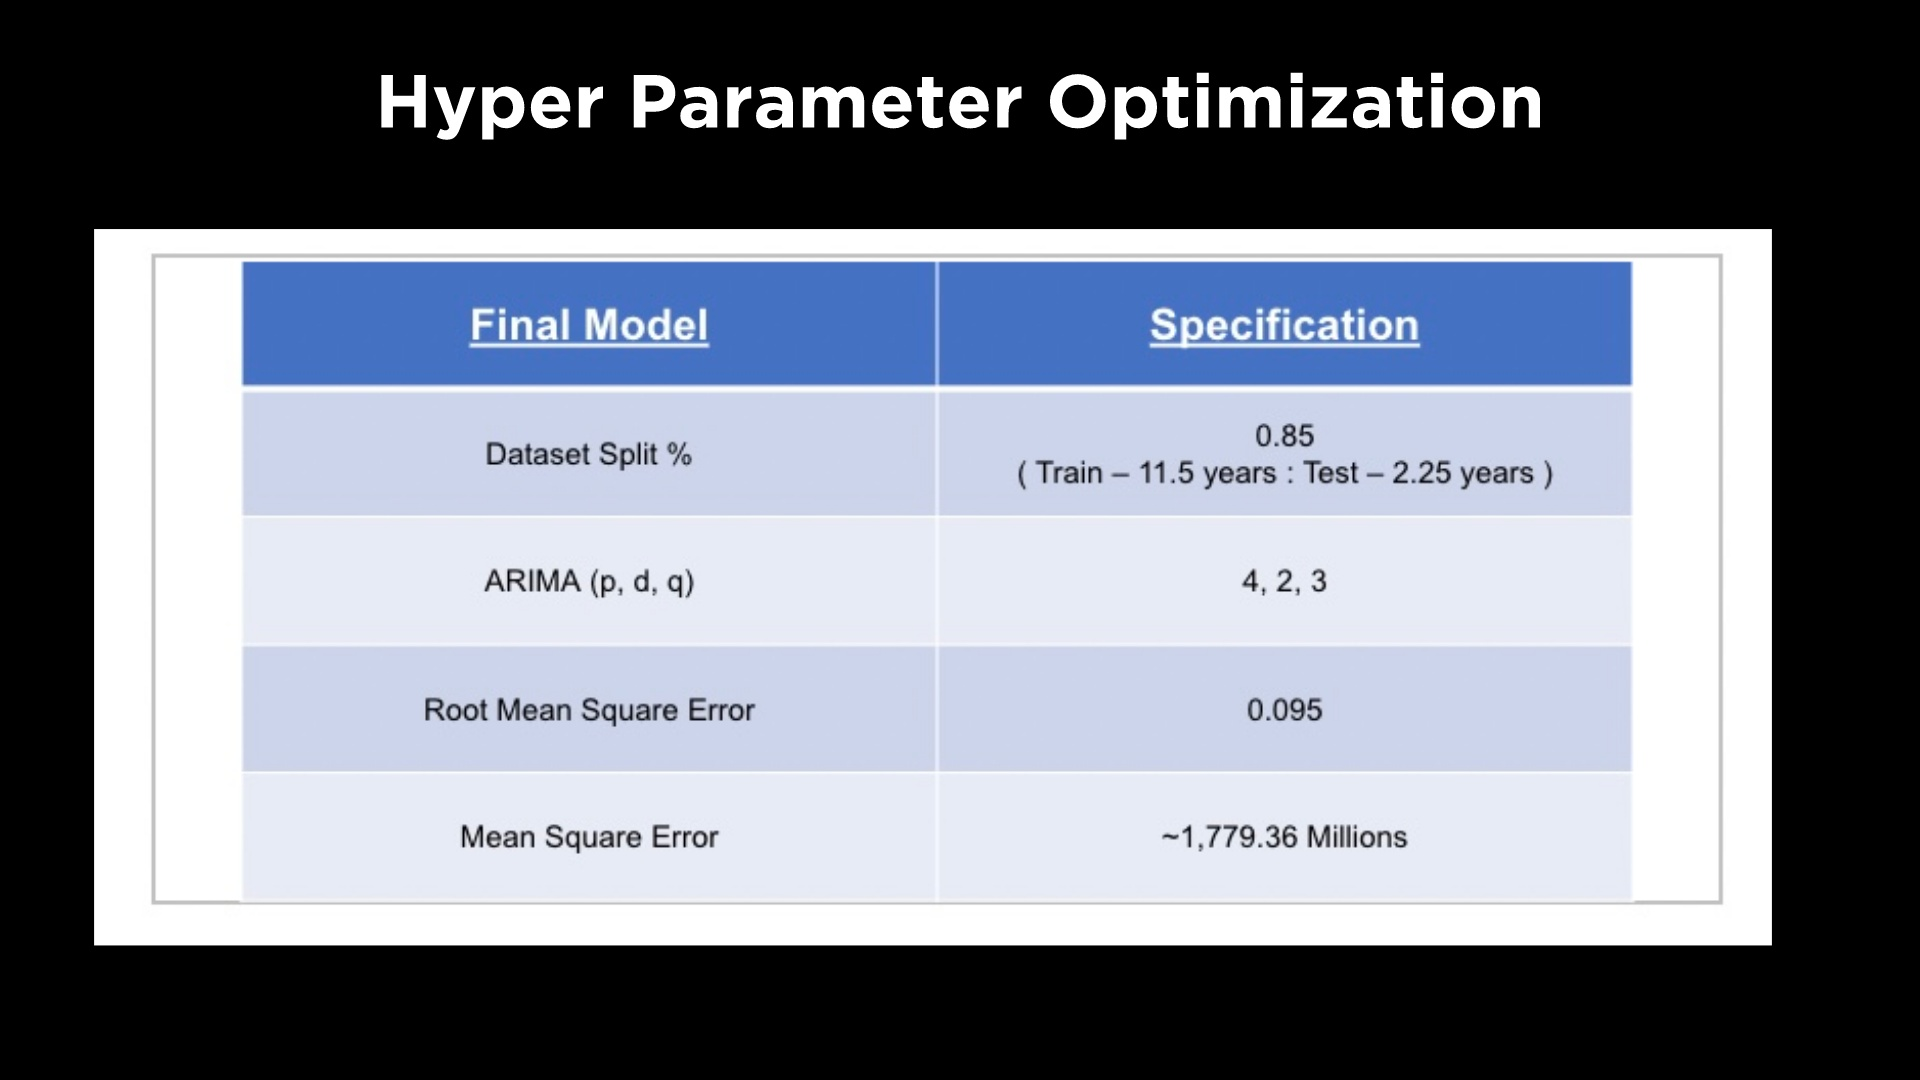 Hyper Parameter Optimization
Final Model
Specification
Dataset Split %
0.85
( Train – 11.5 years : Test – 2.25 years )
ARIMA (p, d, q)
4, 2, 3
Root Mean Square Error
0.095
Mean Square Error
~1,779.36 Millions